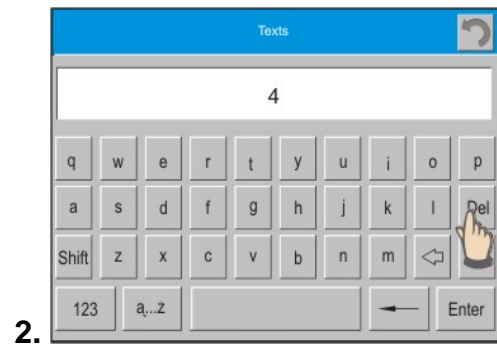 Texts
4
q w e r t y u i o p
a s d f g h j k l Del
Shift z x c v b n m
123 ą...ż Enter
2.